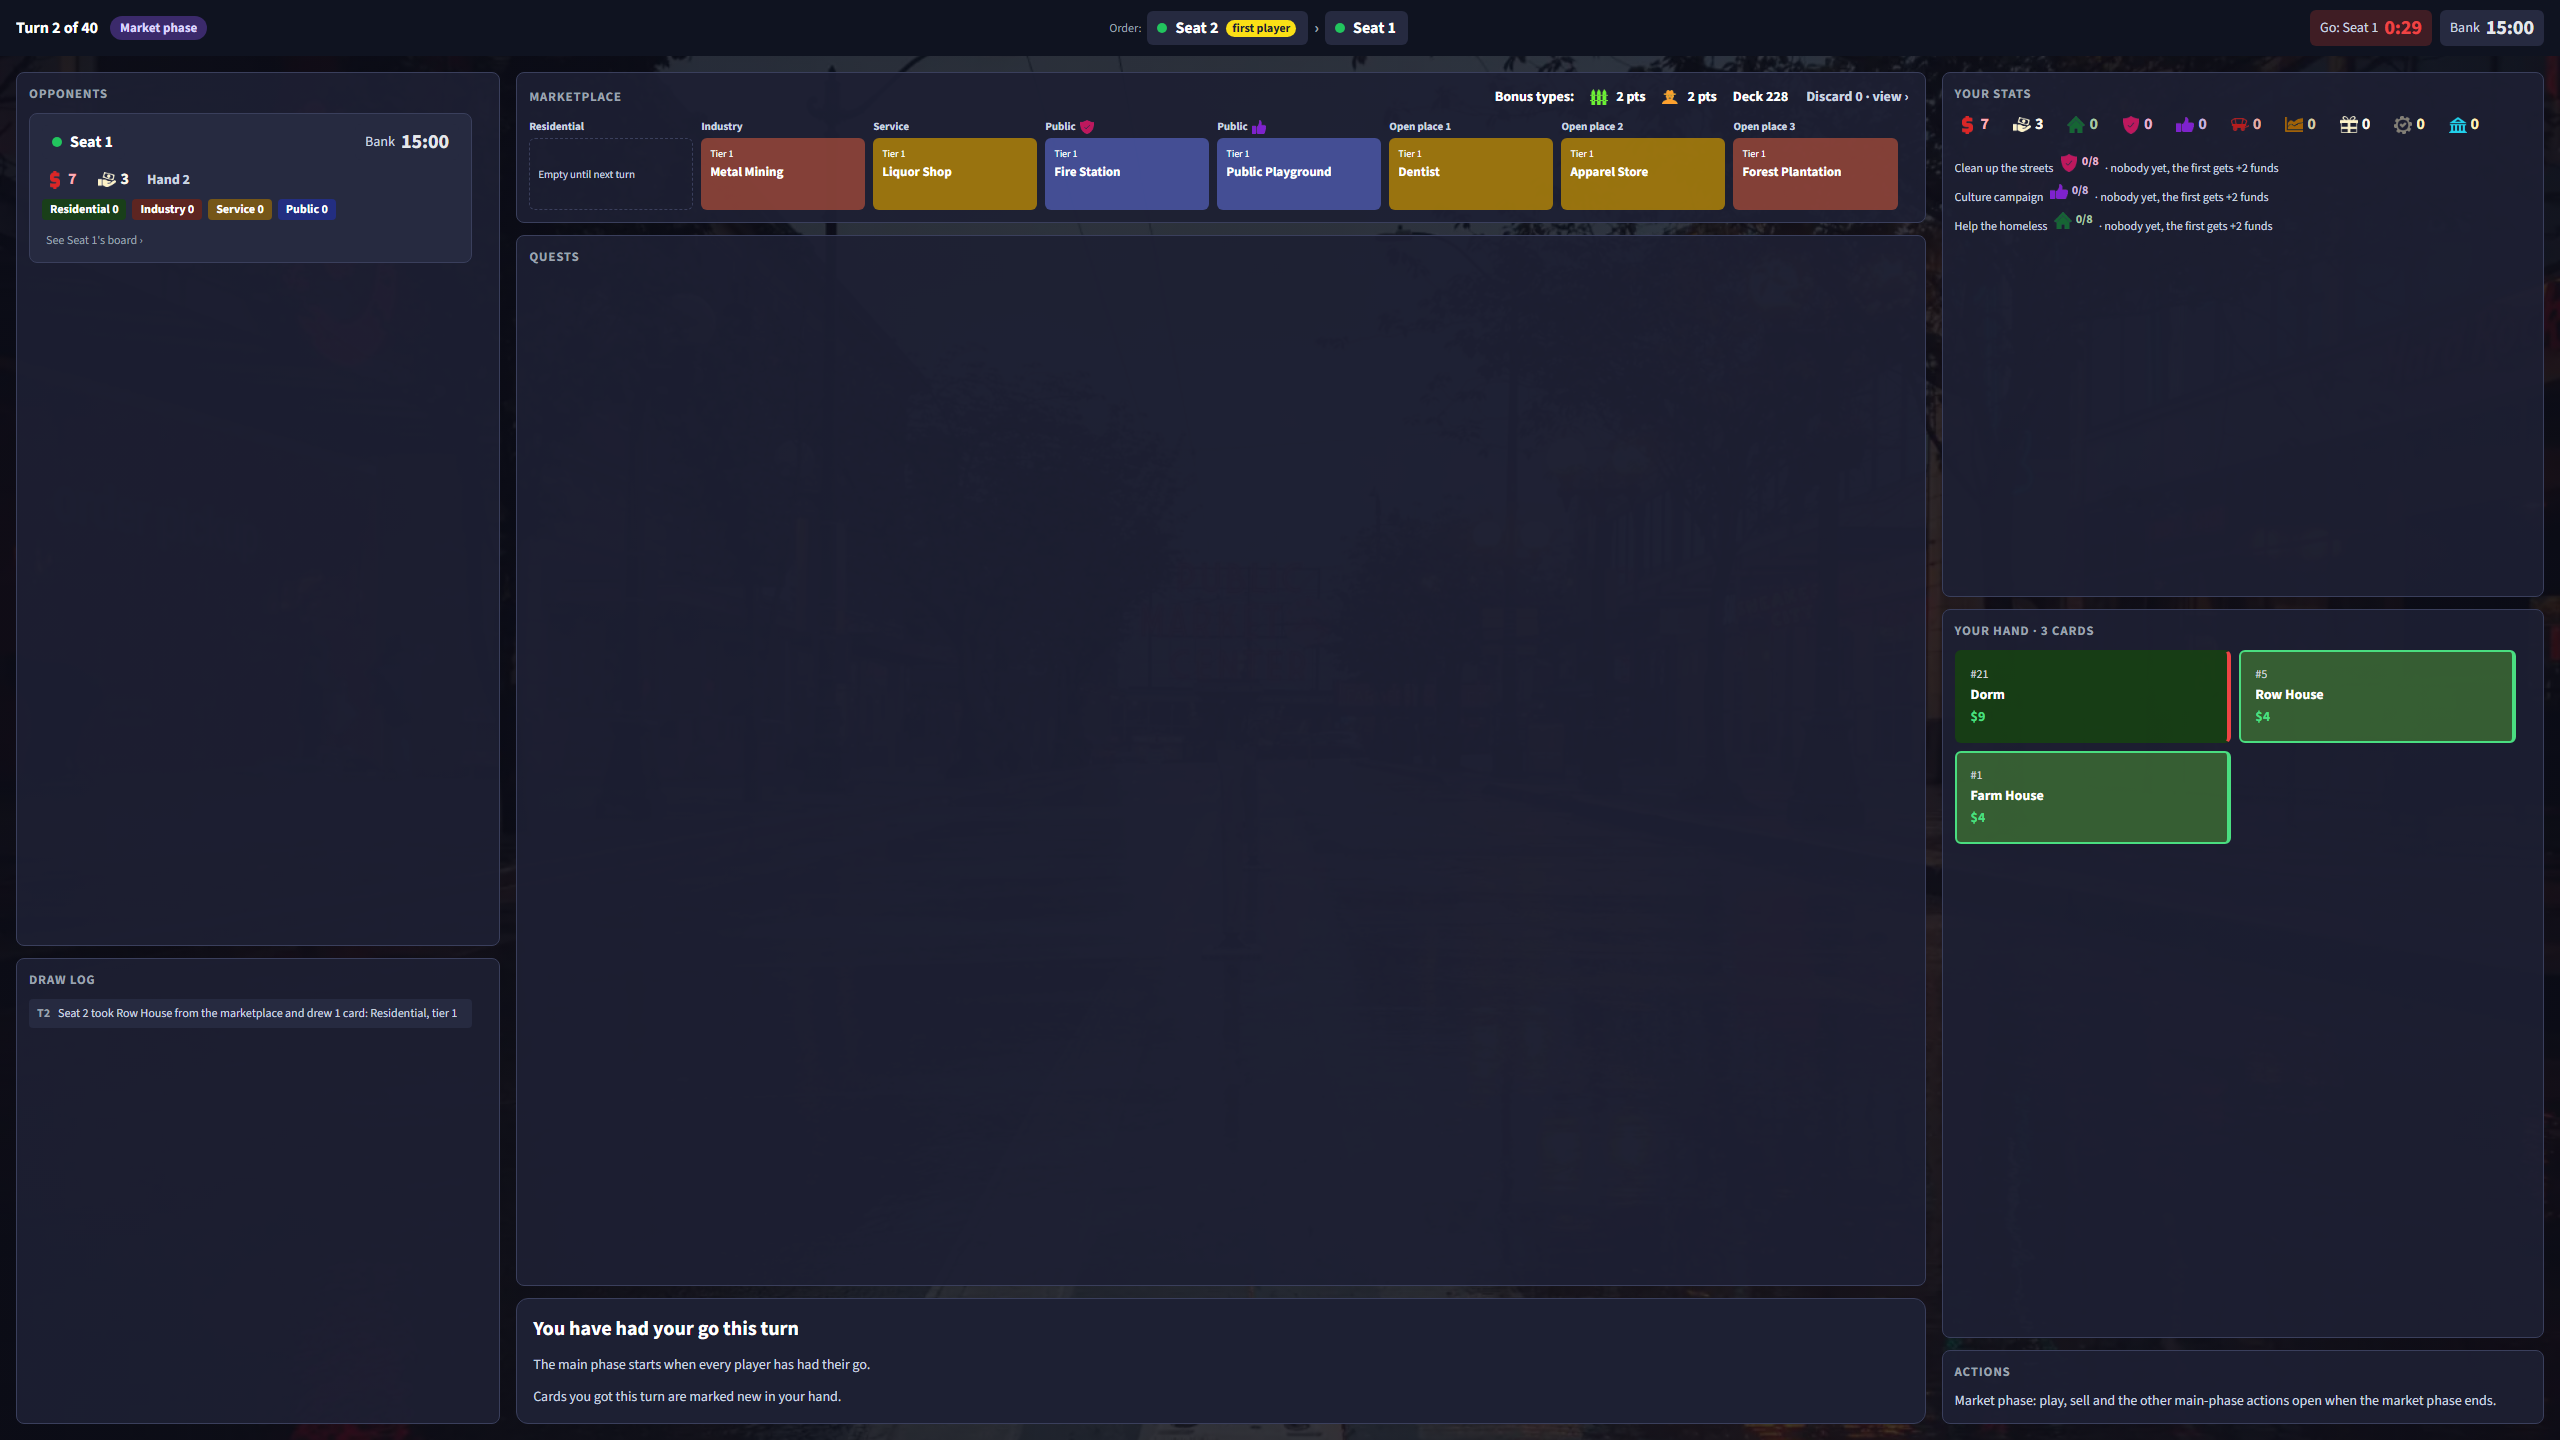 Turn 2 of 40 Market phase
Order: Seat 2 first player › Seat 1
Go: Seat 1 0:29 Bank 15:00
OPPONENTS
Seat 1 Bank 15:00
7 3 Hand 2
Residential 0 Industry 0 Service 0 Public 0
See Seat 1's board ›
DRAW LOG
T2 Seat 2 took Row House from the marketplace and drew 1 card: Residential, tier 1
MARKETPLACE Bonus types: 2 pts 2 pts Deck 228 Discard 0 · view ›
Residential Industry Service Public Public Open place 1 Open place 2 Open place 3
Empty until next turn
Tier 1
Metal Mining
Tier 1
Liquor Shop
Tier 1
Fire Station
Tier 1
Public Playground
Tier 1
Dentist
Tier 1
Apparel Store
Tier 1
Forest Plantation
QUESTS
You have had your go this turn
The main phase starts when every player has had their go.
Cards you got this turn are marked new in your hand.
YOUR STATS
7 3 0 0 0 0 0 0 0 0
Clean up the streets 0/8 · nobody yet, the first gets +2 funds
Culture campaign 0/8 · nobody yet, the first gets +2 funds
Help the homeless 0/8 · nobody yet, the first gets +2 funds
YOUR HAND · 3 CARDS
#21
Dorm
$9
#5
Row House
$4
#1
Farm House
$4
ACTIONS
Market phase: play, sell and the other main-phase actions open when the market phase ends.